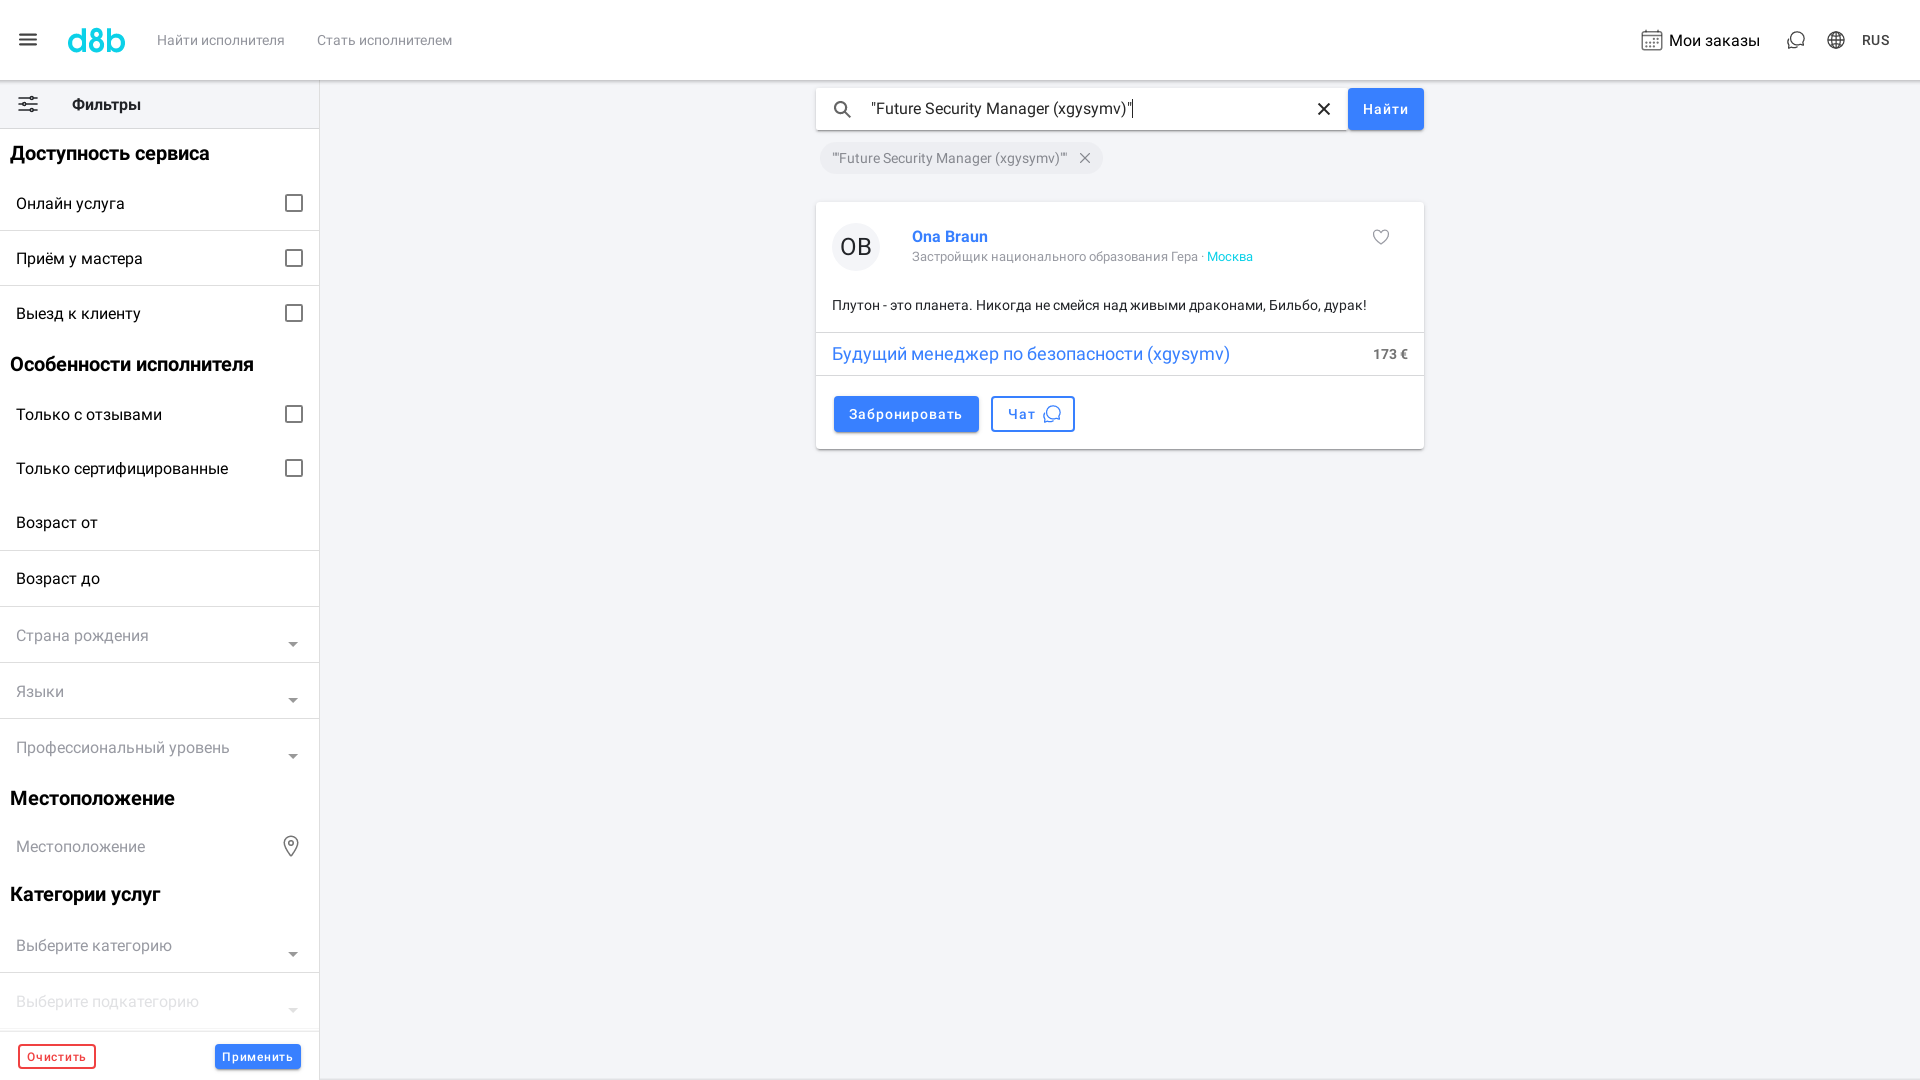 d8b
Найти исполнителя
Стать исполнителем
Мои заказы
RUS
Фильтры
Доступность сервиса
Онлайн услуга
Приём у мастера
Выезд к клиенту
Особенности исполнителя
Только с отзывами
Только сертифицированные
Возраст от
Возраст до
Страна рождения
Языки
Профессиональный уровень
Местоположение
Местоположение
Категории услуг
Выберите категорию
Выберите подкатегорию
Очистить
Применить
"Future Security Manager (xgysymv)"
Найти
""Future Security Manager (xgysymv)""
OB
Ona Braun
Застройщик национального образования Гера · Москва
Плутон - это планета. Никогда не смейся над живыми драконами, Бильбо, дурак!
Будущий менеджер по безопасности (xgysymv)
173 €
Забронировать
Чат